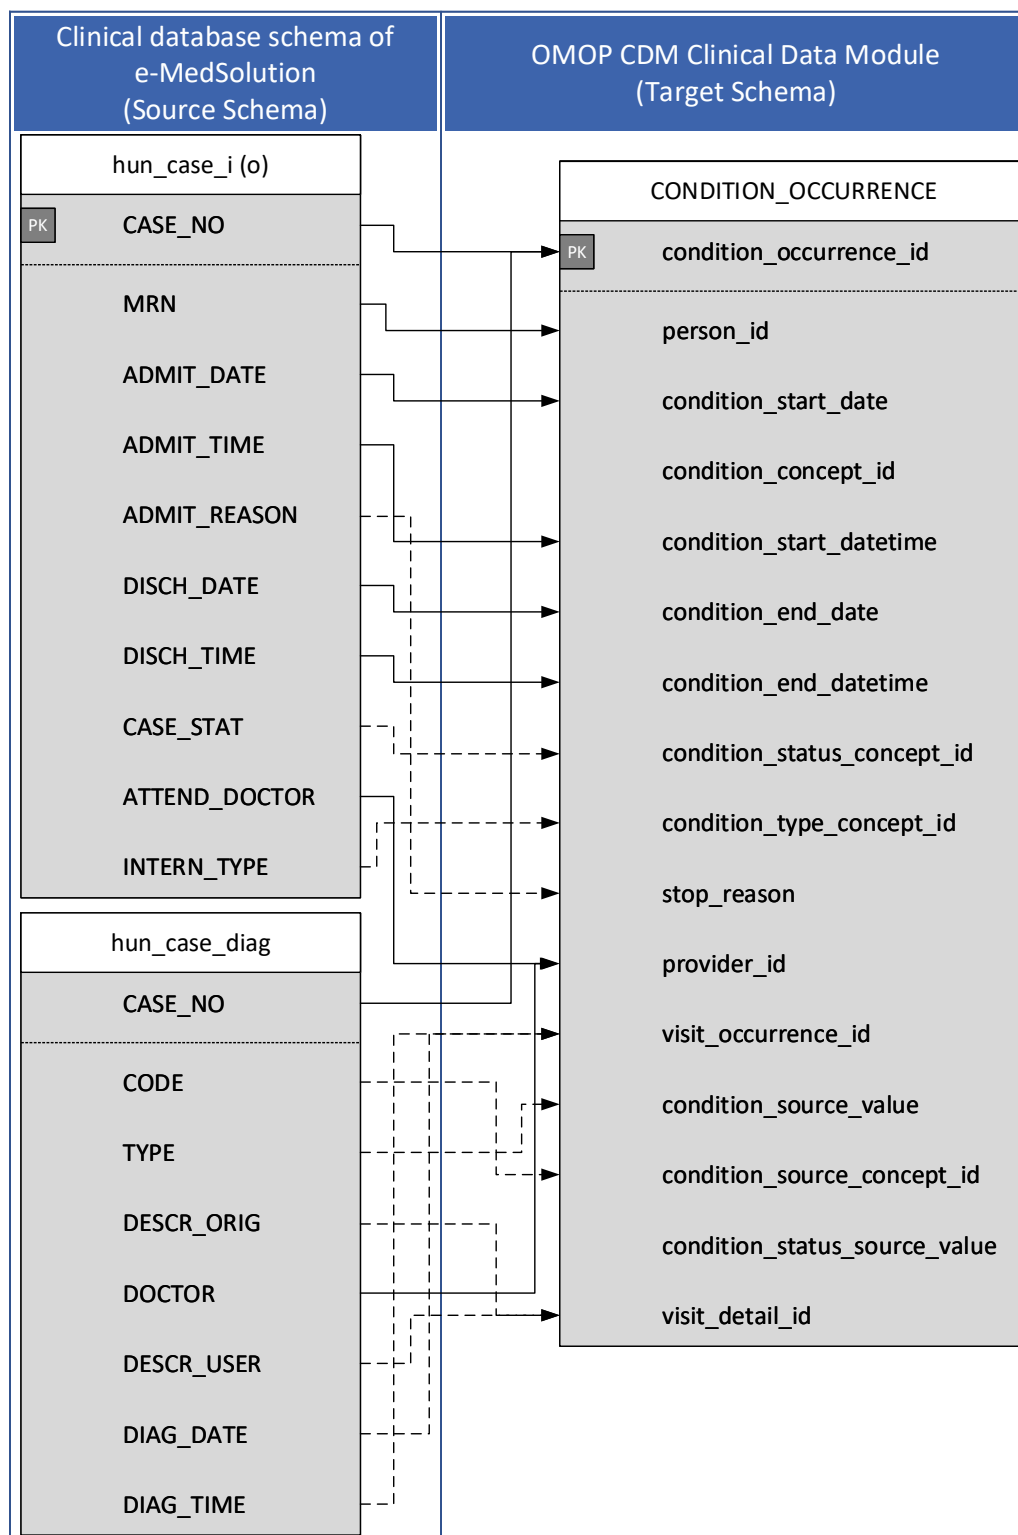 Clinical database schema of
e-MedSolution
(Source Schema)
OMOP CDM Clinical Data Module
(Target Schema)
hun_case_i (o)
PK
CASE_NO
MRN
ADMIT_DATE
ADMIT_TIME
ADMIT_REASON
DISCH_DATE
DISCH_TIME
CASE_STAT
ATTEND_DOCTOR
INTERN_TYPE
hun_case_diag
CASE_NO
CODE
TYPE
DESCR_ORIG
DOCTOR
DESCR_USER
DIAG_DATE
DIAG_TIME
CONDITION_OCCURRENCE
PK
condition_occurrence_id
person_id
condition_start_date
condition_concept_id
condition_start_datetime
condition_end_date
condition_end_datetime
condition_status_concept_id
condition_type_concept_id
stop_reason
provider_id
visit_occurrence_id
condition_source_value
condition_source_concept_id
condition_status_source_value
visit_detail_id